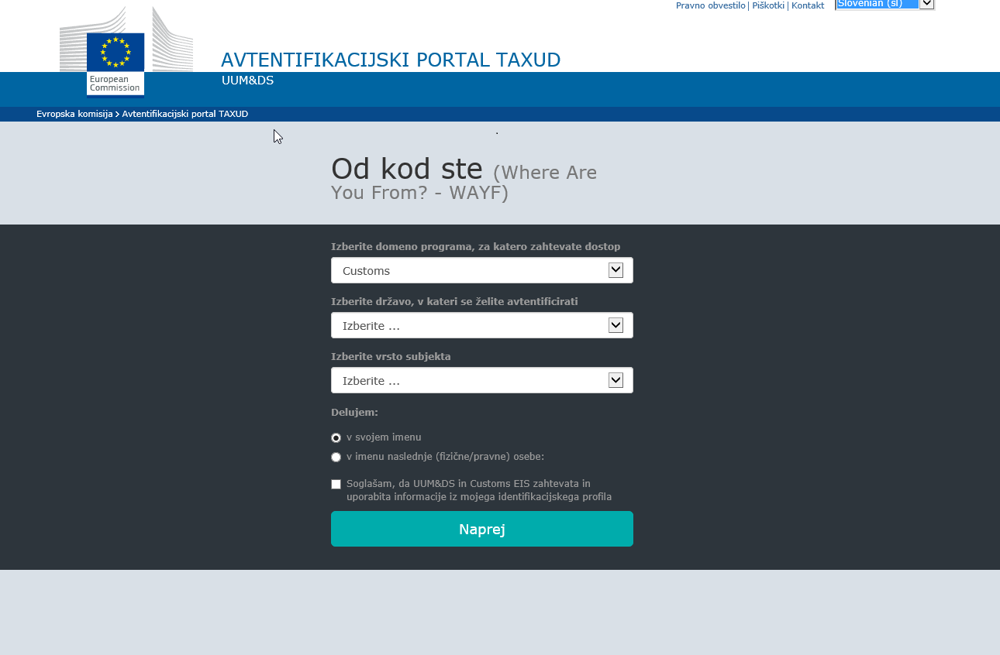 Pravno obvestilo | Piškotki | Kontakt Slovenian (sl)
AVTENTIFIKACIJSKI PORTAL TAXUD
European
Commission
UUM&DS
Evropska komisija > Avtentifikacijski portal TAXUD
.
Od kod ste (Where Are
You From? - WAYF)
Izberite domeno programa, za katero zahtevate dostop
Customs
Izberite državo, v kateri se želite avtentificirati
Izberite ...
Izberite vrsto subjekta
Izberite ...
Delujem:
v svojem imenu
v imenu naslednje (fizične/pravne) osebe:
Soglašam, da UUM&DS in Customs EIS zahtevata in
uporabita informacije iz mojega identifikacijskega profila
Naprej